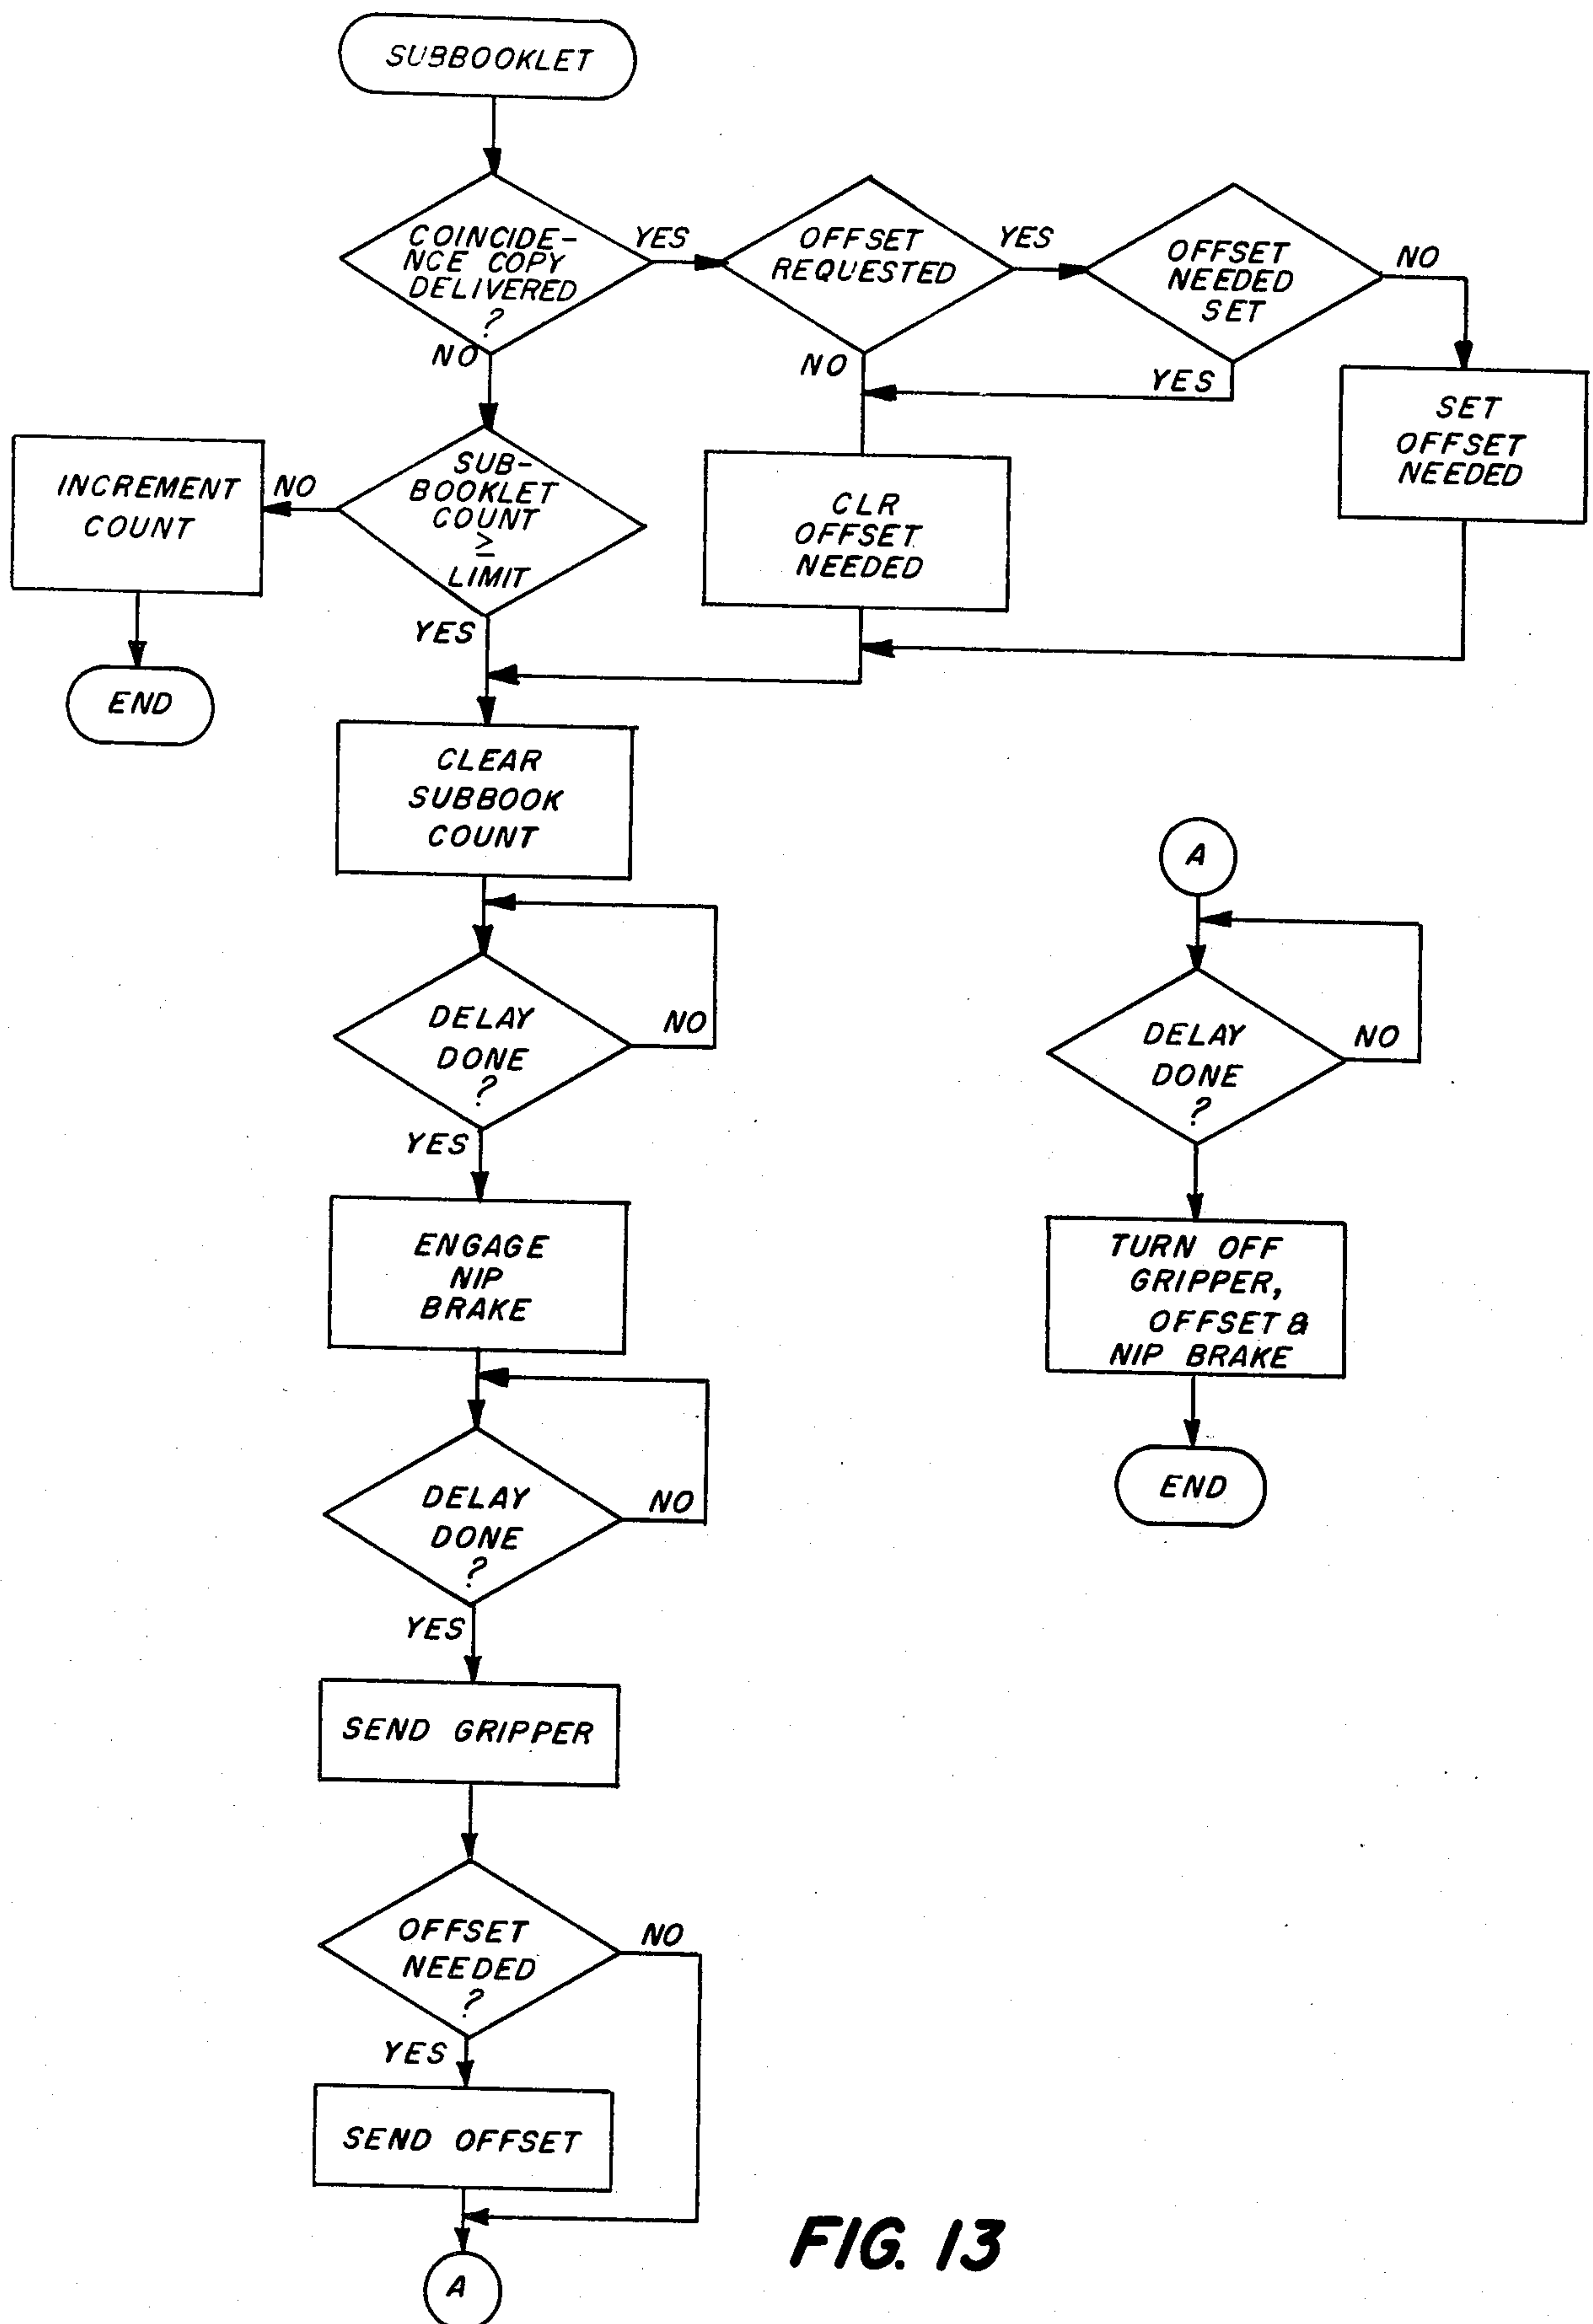 SUBBOOKLET
COINCIDE-
NCE COPY
DELIVERED
?
YES
NO
OFFSET
REQUESTED
YES
NO
OFFSET
NEEDED
SET
NO
YES
SET
OFFSET
NEEDED
CLR
OFFSET
NEEDED
SUB-
BOOKLET
COUNT
≥
LIMIT
NO
YES
INCREMENT
COUNT
END
CLEAR
SUBBOOK
COUNT
DELAY
DONE
?
NO
YES
ENGAGE
NIP
BRAKE
DELAY
DONE
?
NO
YES
SEND GRIPPER
OFFSET
NEEDED
?
NO
YES
SEND OFFSET
A
A
DELAY
DONE
?
NO
TURN OFF
GRIPPER,
OFFSET &
NIP BRAKE
END
FIG. 13